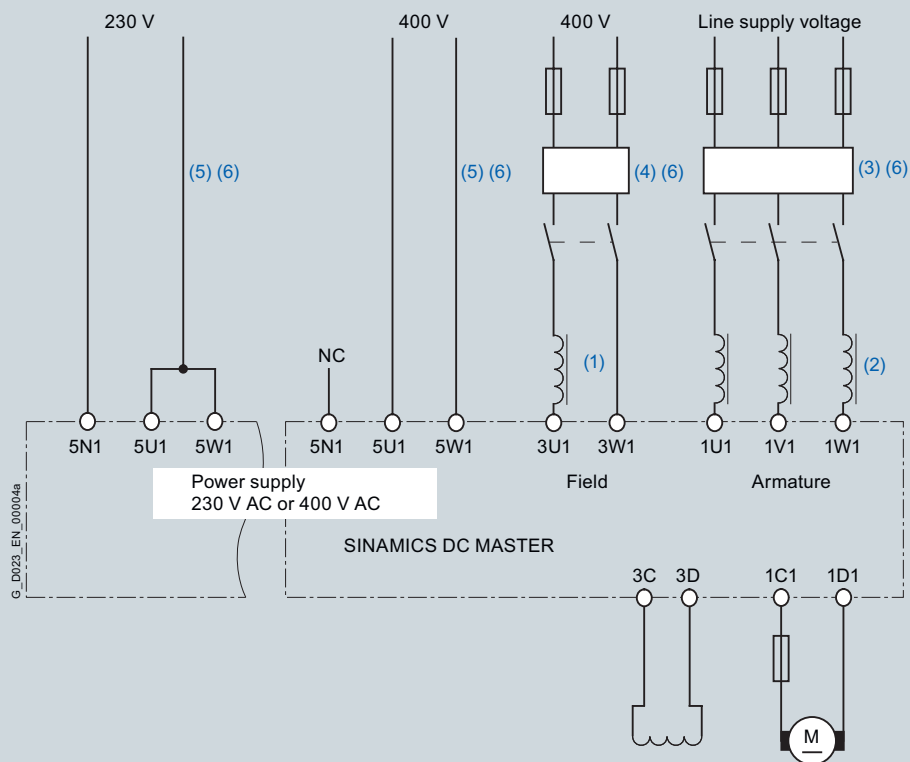 230 V
400 V
400 V
Line supply voltage
(5) (6)
(5) (6)
(4) (6)
(3) (6)
NC
(1)
(2)
5N1
5U1
5W1
5N1
5U1
5W1
3U1
3W1
1U1
1V1
1W1
Power supply
230 V AC or 400 V AC
Field
Armature
G_D023_EN_00004a
SINAMICS DC MASTER
3C
3D
1C1
1D1
M